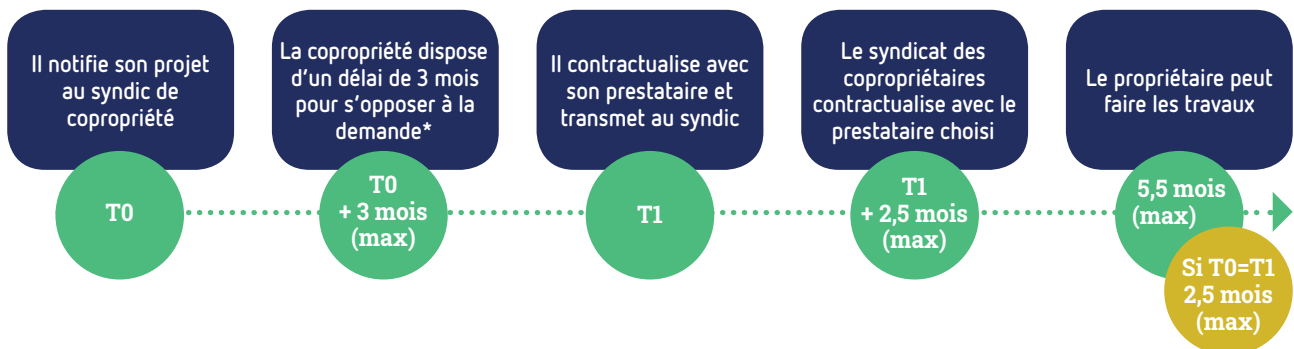 Il notifie son projet
au syndic de
copropriété
La copropriété dispose
d'un délai de 3 mois
pour s'opposer à la
demande*
Il contractualise avec
son prestataire et
transmet au syndic
Le syndicat des
copropriétaires
contractualise avec le
prestataire choisi
Le propriétaire peut
faire les travaux
T0
T0
+ 3 mois
(max)
T1
T1
+ 2,5 mois
(max)
5,5 mois
(max)
Si T0=T1
2,5 mois
(max)